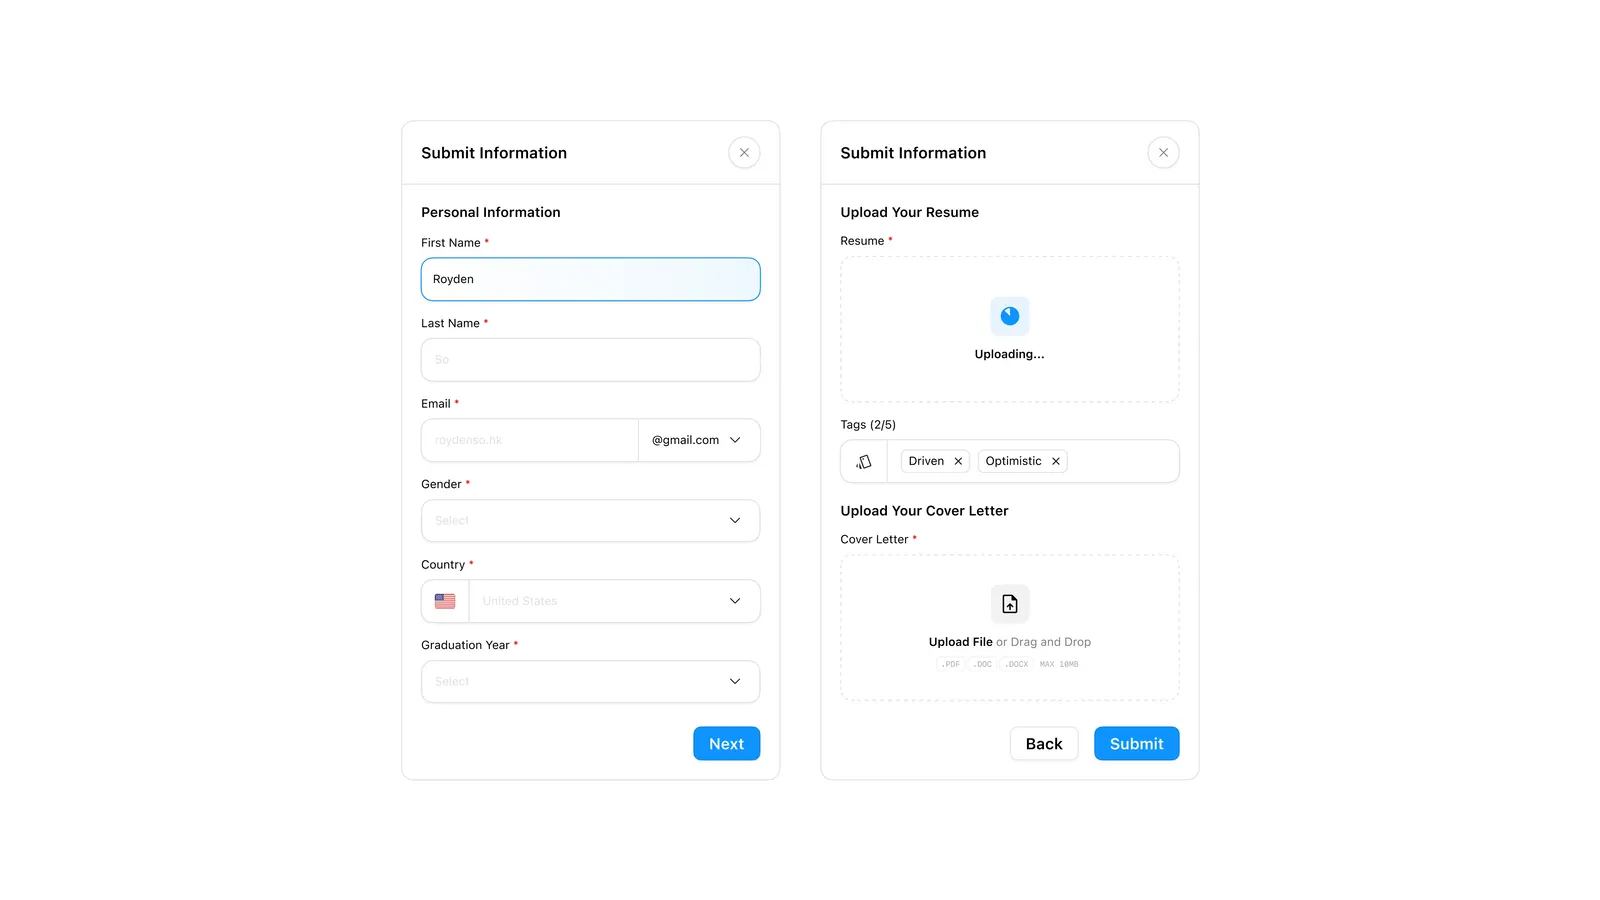 Submit Information
Personal Information
First Name *
Royden
Last Name *
So
Email *
roydenso.hk
@gmail.com
Gender *
Select
Country *
United States
Graduation Year *
Select
Next
Submit Information
Upload Your Resume
Resume *
Uploading...
Tags (2/5)
Driven
Optimistic
Upload Your Cover Letter
Cover Letter *
Upload File or Drag and Drop
.PDF .DOC .DOCX MAX 10MB
Back
Submit